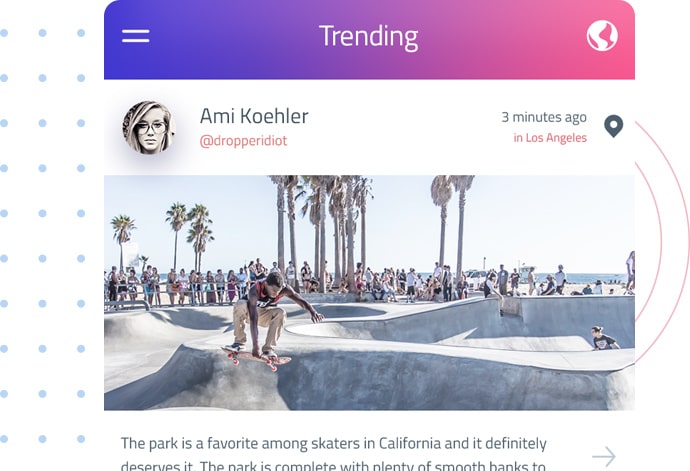 Trending
Ami Koehler
@dropperidiot
3 minutes ago
in Los Angeles
The park is a favorite among skaters in California and it definitely
deserves it. The park is complete with plenty of smooth banks to